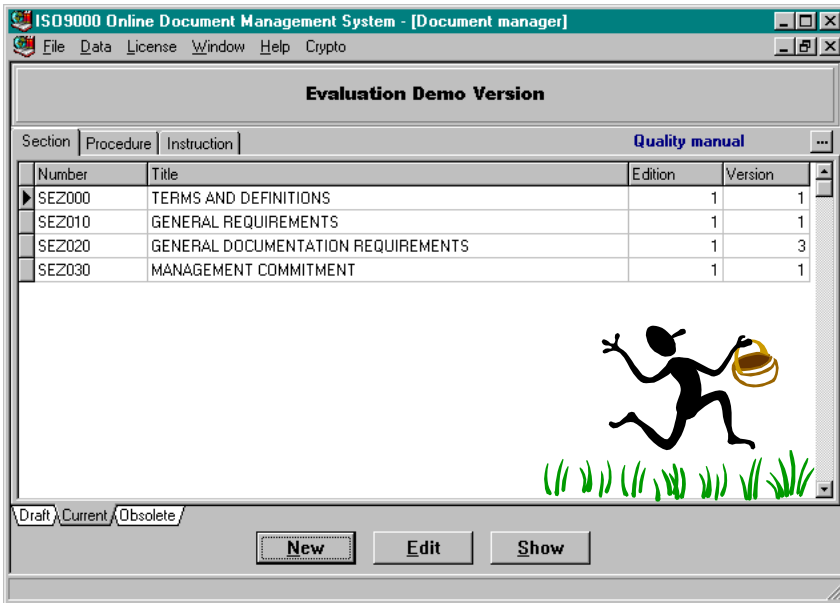 ISO9000 Online Document Management System - [Document manager]
File Data License Window Help Crypto
Evaluation Demo Version
Section Procedure Instruction Quality manual ...
Number Title Edition Version
SEZ000 TERMS AND DEFINITIONS 1 1
SEZ010 GENERAL REQUIREMENTS 1 1
SEZ020 GENERAL DOCUMENTATION REQUIREMENTS 1 3
SEZ030 MANAGEMENT COMMITMENT 1 1
Draft Current Obsolete
New Edit Show